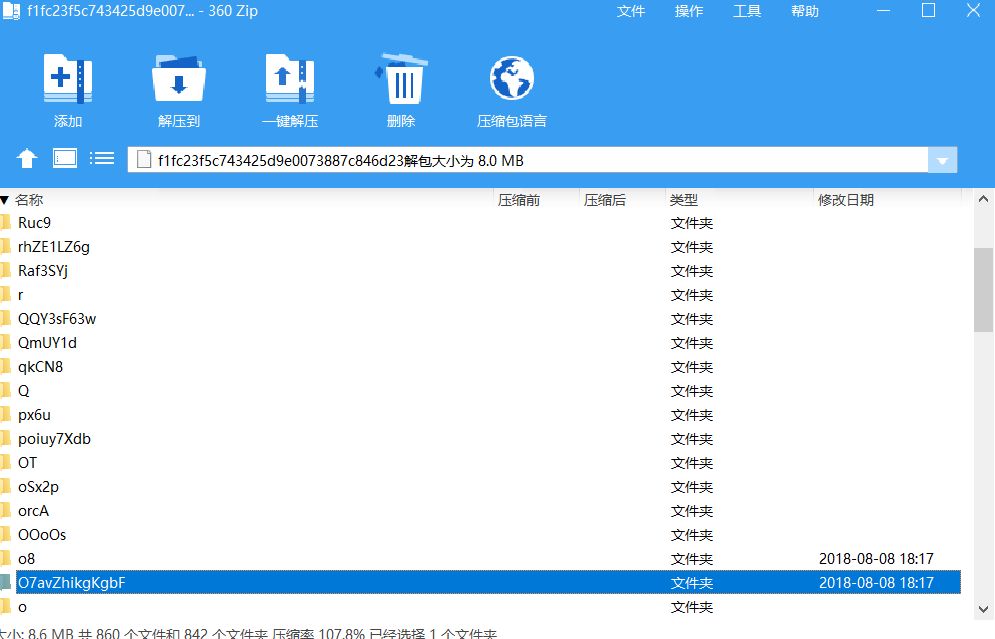 f1fc23f5c743425d9e007... - 360 Zip 文件 操作 工具 帮助
添加 解压到 一键解压 删除 压缩包语言
f1fc23f5c743425d9e0073887c846d23解包大小为 8.0 MB
名称 压缩前 压缩后 类型 修改日期
Ruc9 文件夹
rhZE1LZ6g 文件夹
Raf3SYj 文件夹
r 文件夹
QQY3sF63w 文件夹
QmUY1d 文件夹
qkCN8 文件夹
Q 文件夹
px6u 文件夹
poiuy7Xdb 文件夹
OT 文件夹
oSx2p 文件夹
orcA 文件夹
OOoOs 文件夹
o8 文件夹 2018-08-08 18:17
O7avZhikgKgbF 文件夹 2018-08-08 18:17
o 文件夹
大小: 8.6 MB 共 860 个文件和 842 个文件夹 压缩率 107.8% 已经选择 1 个文件夹